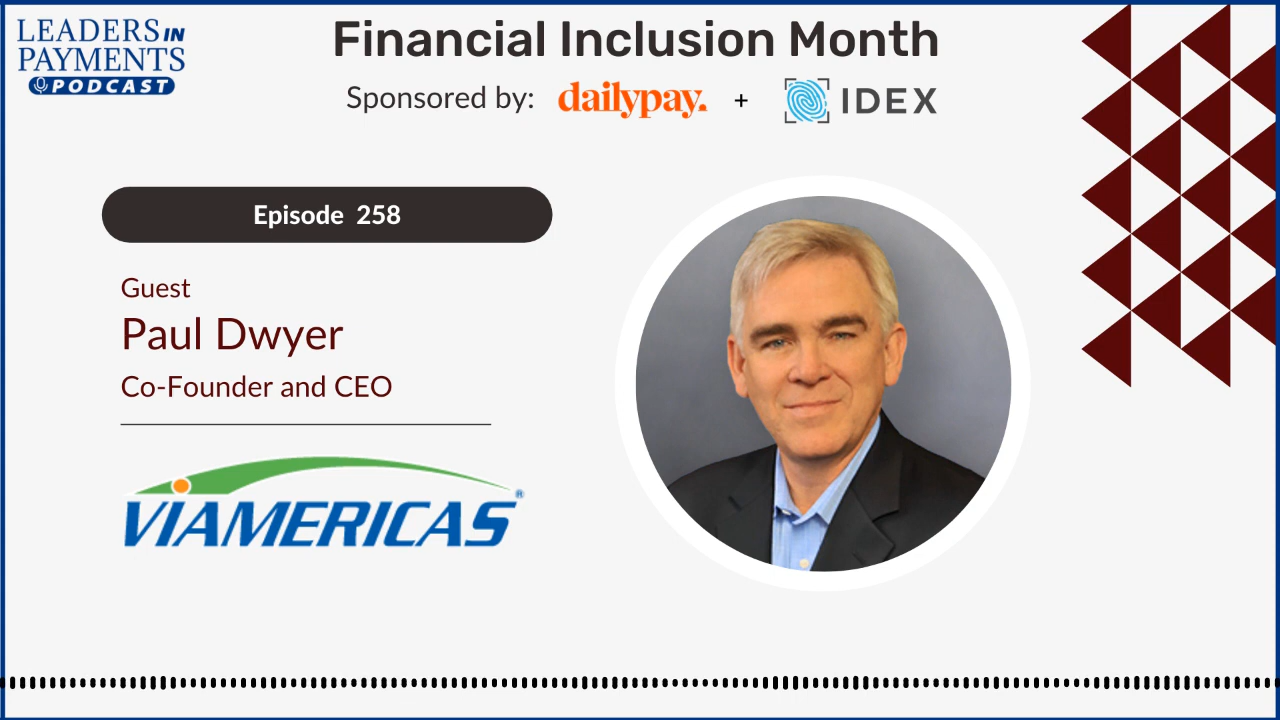 LEADERS IN
PAYMENTS
PODCAST
Financial Inclusion Month
Sponsored by: dailypay. + IDEX
Episode 258
Guest
Paul Dwyer
Co-Founder and CEO
VIAMERICAS®